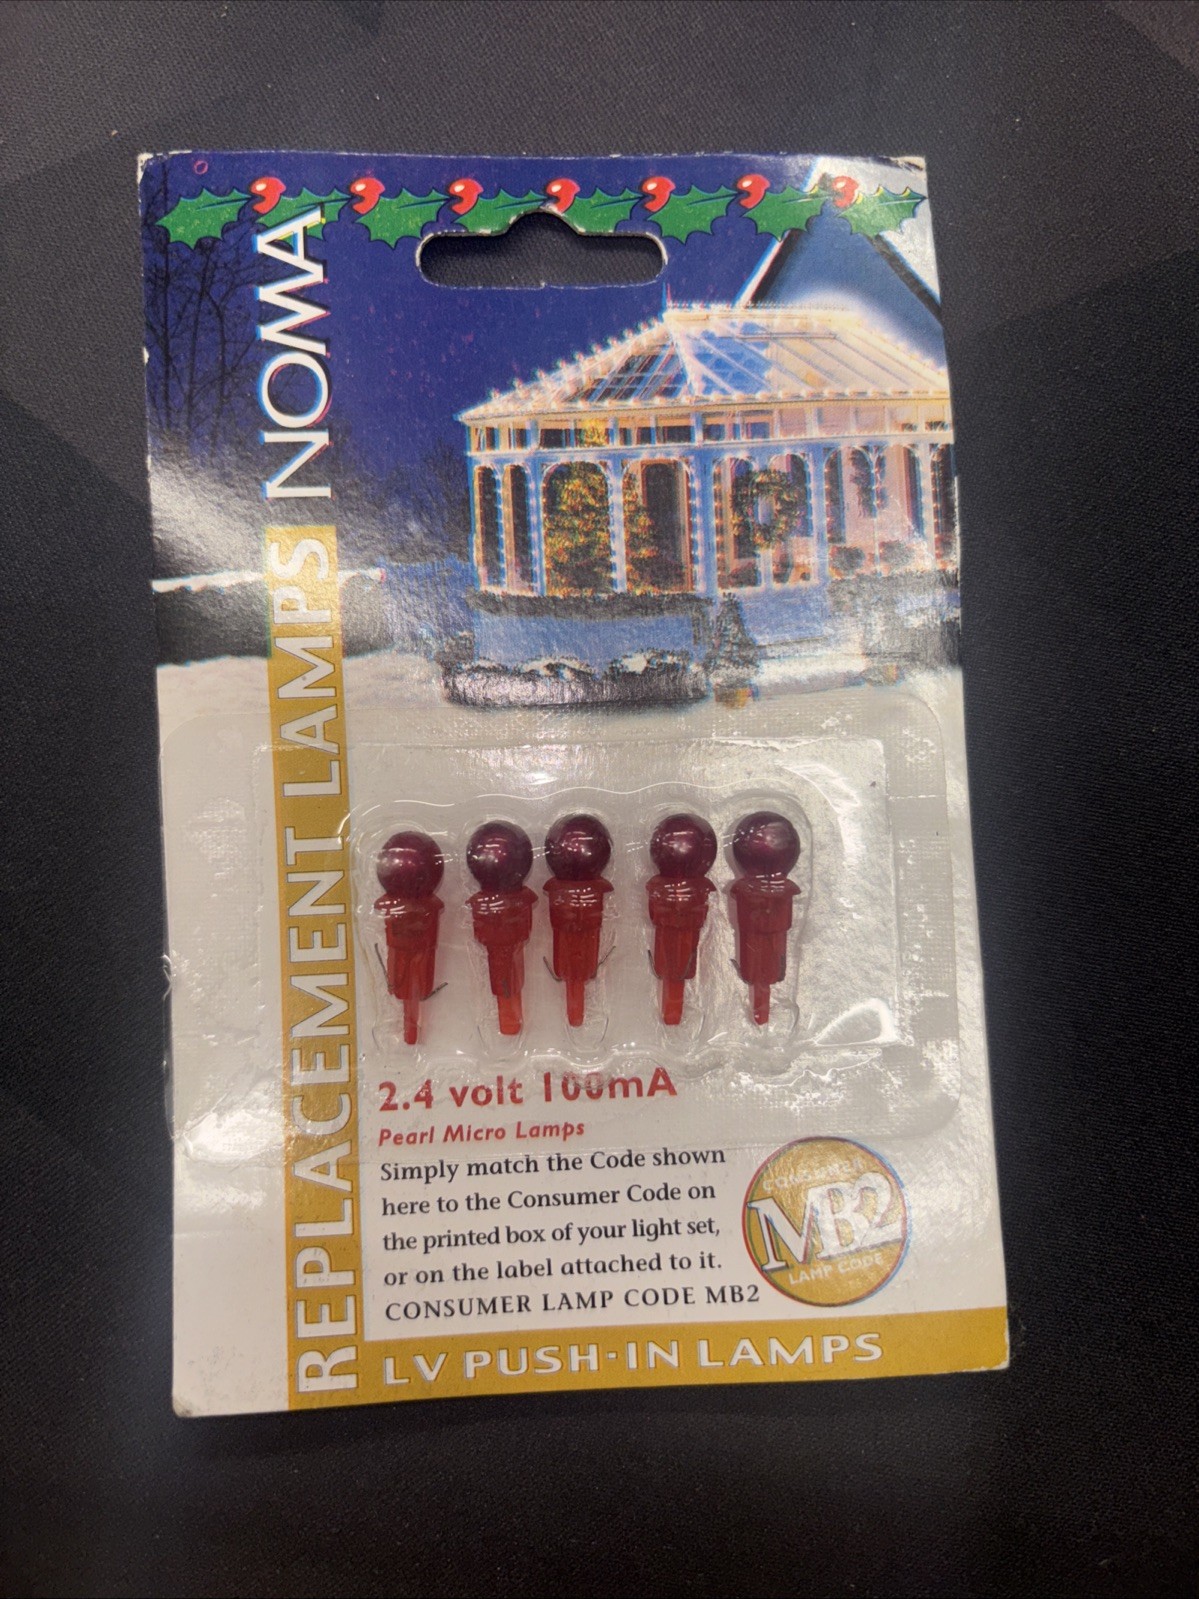 NOMA
REPLACEMENT LAMPS
2.4 volt 100mA
Pearl Micro Lamps
Simply match the Code shown
here to the Consumer Code on
the printed box of your light set,
or on the label attached to it.
CONSUMER LAMP CODE MB2
CONSUMER
MB2
LAMP CODE
LV PUSH-IN LAMPS